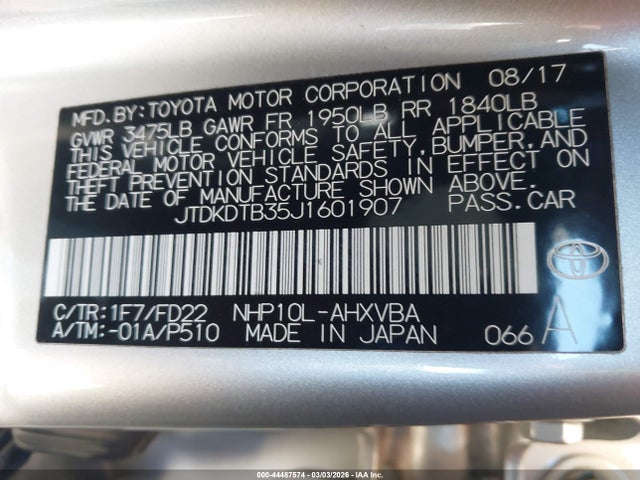 MFD.BY:TOYOTA MOTOR CORPORATION 08/17
GVWR 3475LB GAWR FR 1950LB RR 1840LB
THIS VEHICLE CONFORMS TO ALL APPLICABLE
FEDERAL MOTOR VEHICLE SAFETY,BUMPER,AND
THEFT PREVENTION STANDARDS IN EFFECT ON
THE DATE OF MANUFACTURE SHOWN ABOVE.
JTDKDTB35J1601907 PASS.CAR
C/TR:1F7/FD22 NHP10L-AHXVBA
A/TM:-01A/P510 MADE IN JAPAN 066 A
000-44487574 | 03/03/2026 | IAA Inc.